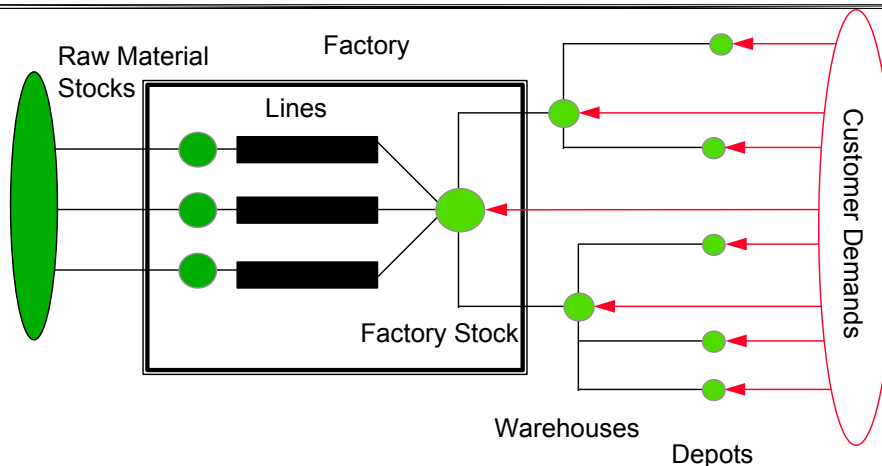 Factory
Raw Material
Stocks
Lines
Customer Demands
Factory Stock
Warehouses
Depots